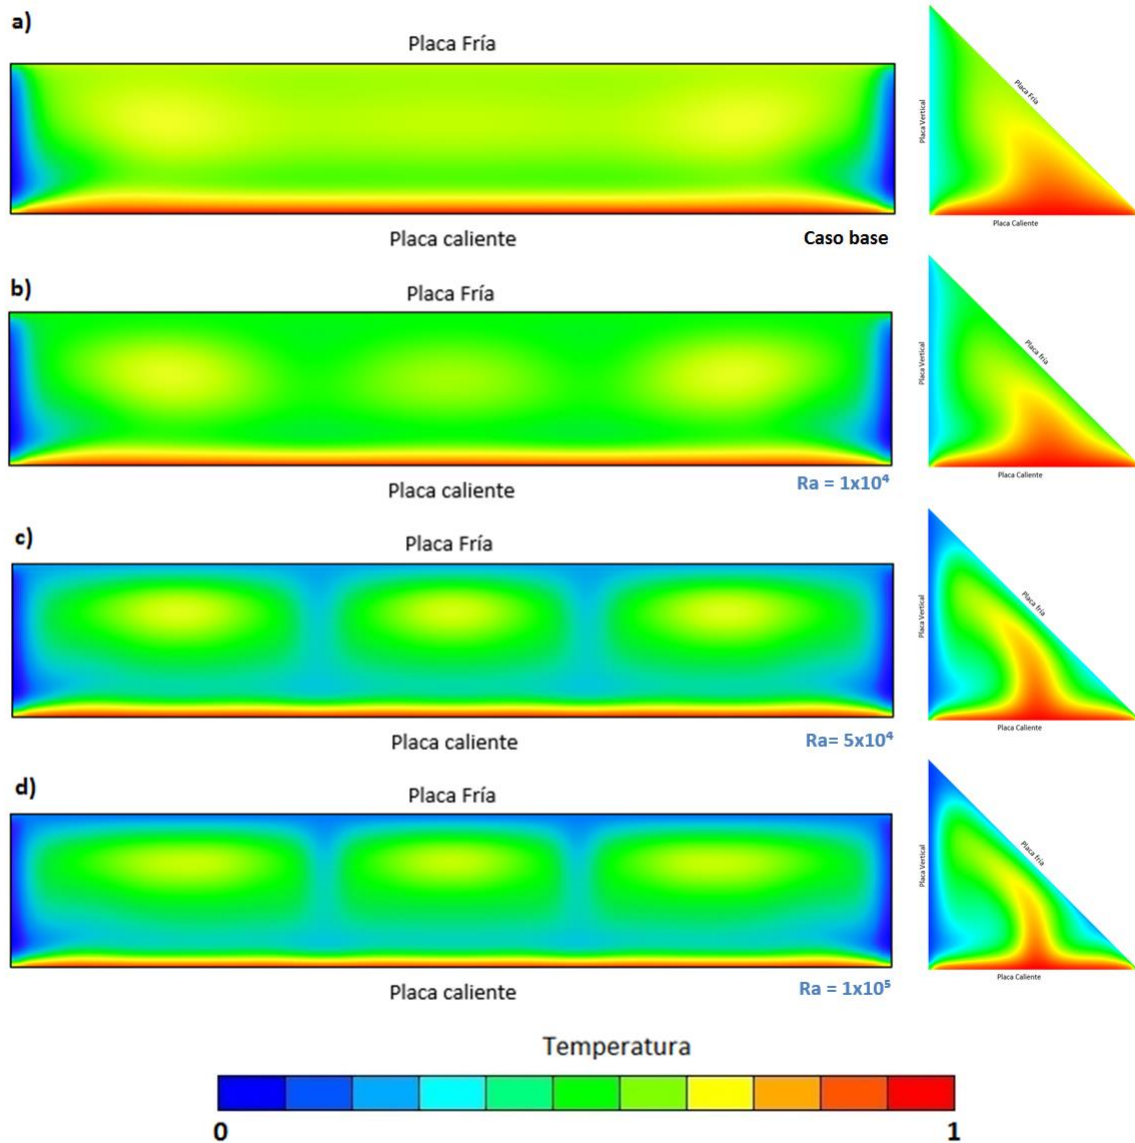 a)
Placa Fría
Placa Fría
Placa Vertical
Placa caliente
Caso base
Placa Caliente
b)
Placa Fría
Placa fría
Placa Vertical
Placa caliente
Ra = 1x10⁴
Placa Caliente
c)
Placa Fría
Placa fría
Placa Vertical
Placa caliente
Ra= 5x10⁴
Placa Caliente
d)
Placa Fría
Placa fría
Placa Vertical
Placa caliente
Ra = 1x10⁵
Placa Caliente
Temperatura
0 1